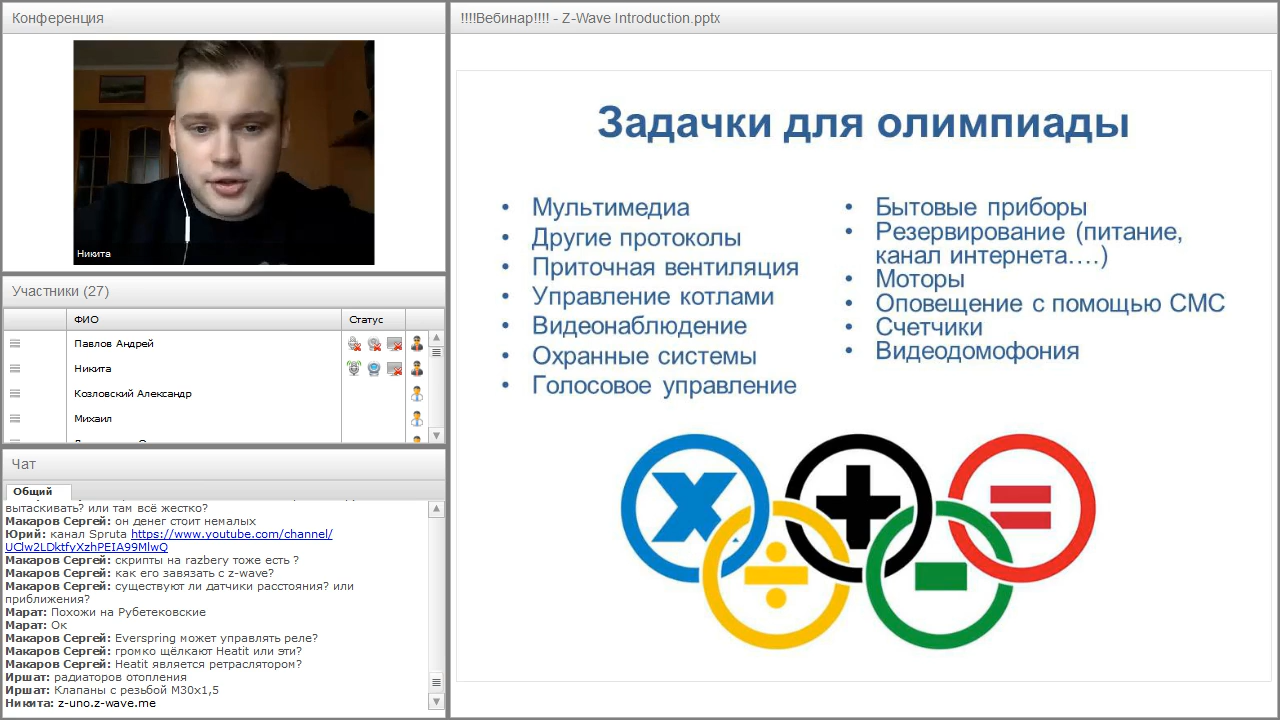 Конференция
Никита
Участники (27)
ФИО
Статус
Павлов Андрей
Никита
Козловский Александр
Михаил
Чат
Общий
вытаскивать? или там всё жестко?
Макаров Сергей: он денег стоит немалых
Юрий: канал Spruta https://www.youtube.com/channel/
UClw2LDktfyXzhPEIA99MlwQ
Макаров Сергей: скрипты на razbery тоже есть ?
Макаров Сергей: как его завязать с z-wave?
Макаров Сергей: существуют ли датчики расстояния? или
приближения?
Марат: Похожи на Рубетековские
Марат: Ок
Макаров Сергей: Everspring может управлять реле?
Макаров Сергей: громко щёлкают Heatit или эти?
Макаров Сергей: Heatit является ретраслятором?
Иршат: радиаторов отопления
Иршат: Клапаны с резьбой М30х1,5
Никита: z-uno.z-wave.me
!!!!Вебинар!!!! - Z-Wave Introduction.pptx
Задачки для олимпиады
• Мультимедиа
• Другие протоколы
• Приточная вентиляция
• Управление котлами
• Видеонаблюдение
• Охранные системы
• Голосовое управление
• Бытовые приборы
• Резервирование (питание,
канал интернета….)
• Моторы
• Оповещение с помощью СМС
• Счетчики
• Видеодомофония